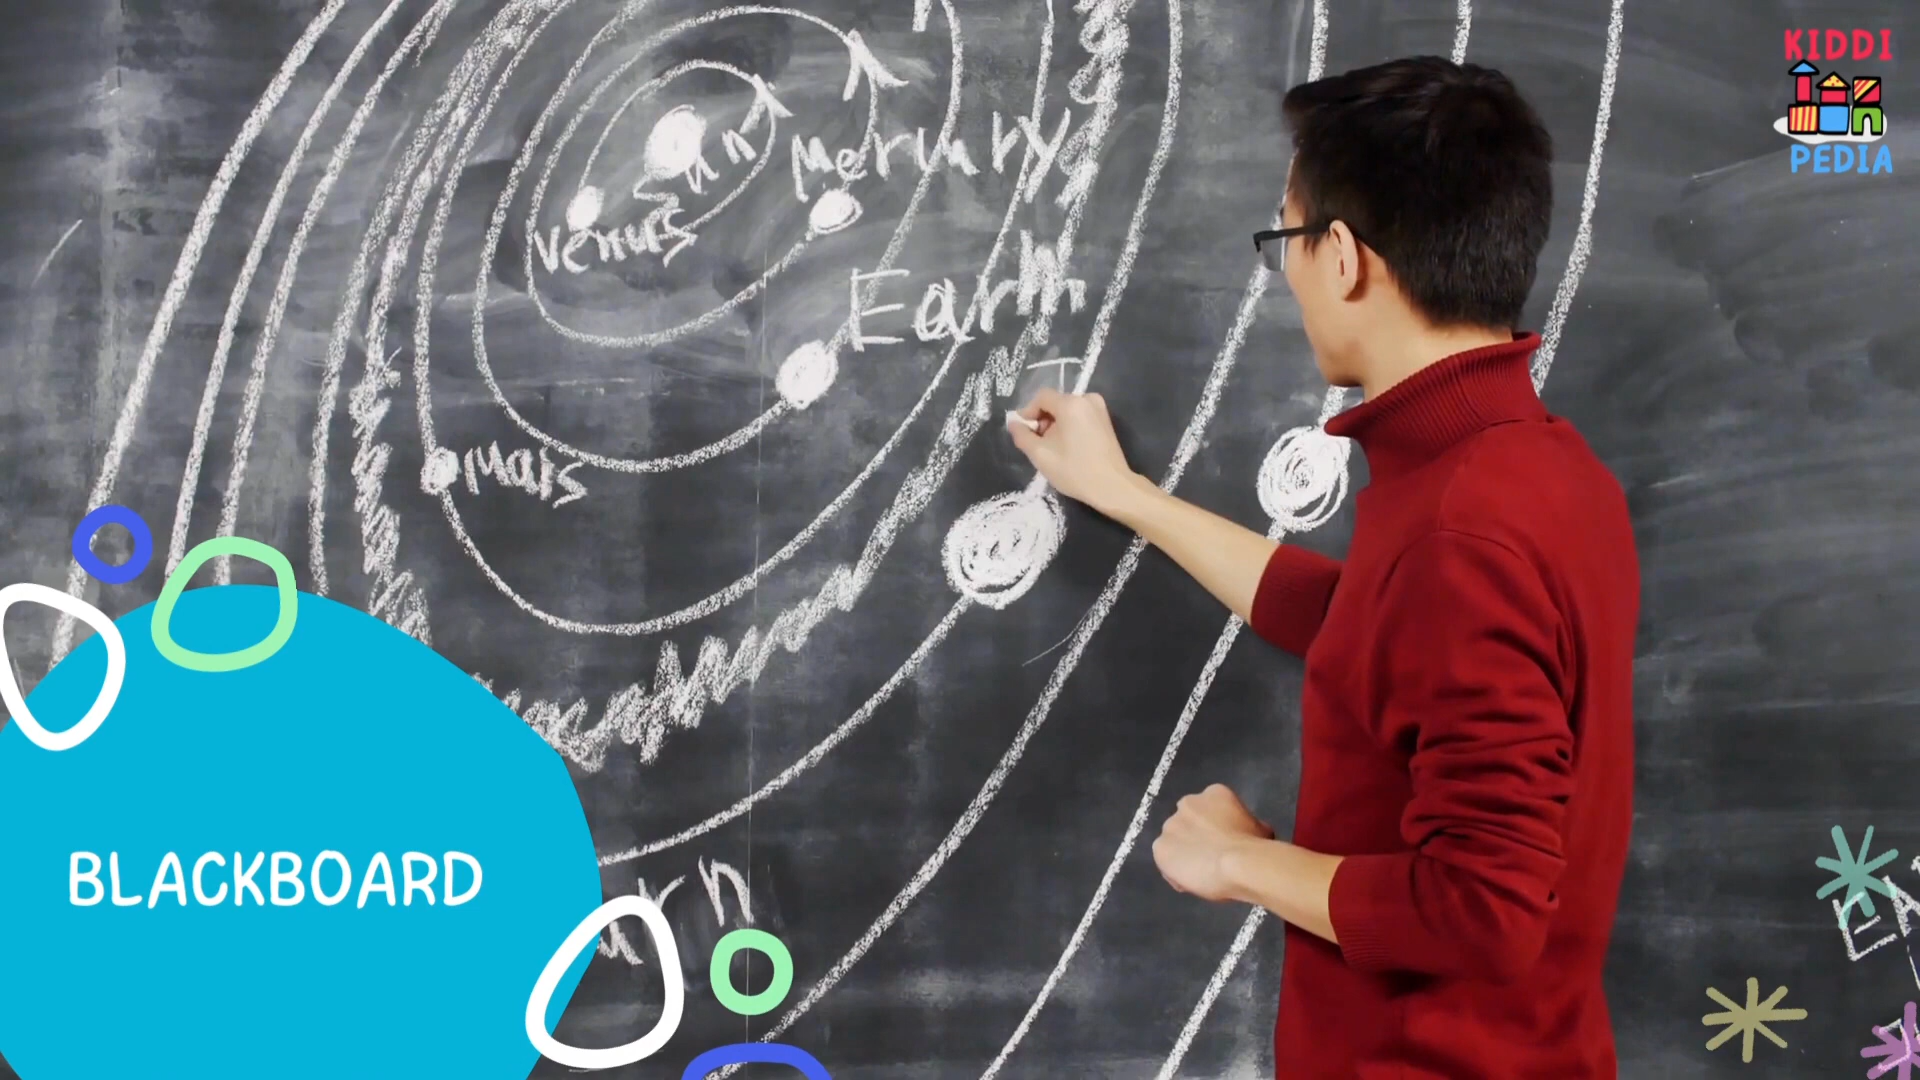 KIDDI
PEDIA
Sun
Mercury
Venus
Earth
Mars
BLACKBOARD